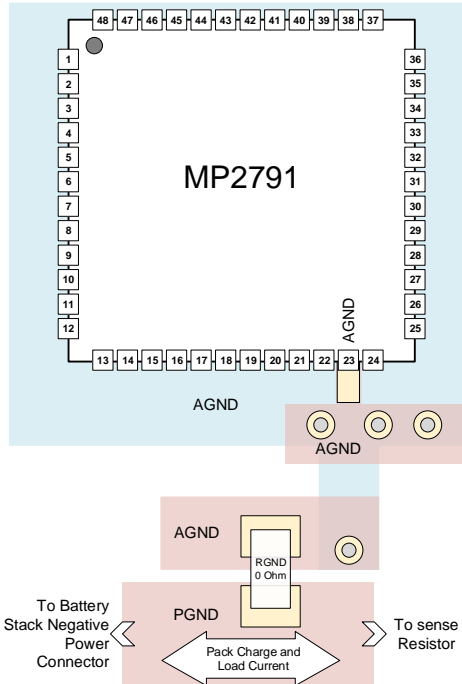 48 47 46 45 44 43 42 41 40 39 38 37
1 36
2 35
3 34
4 33
5 32
6 31
MP2791
7 30
8 29
9 28
10 27
11 26
12 25
AGND
13 14 15 16 17 18 19 20 21 22 23 24
AGND
AGND
AGND
RGND
0 Ohm
PGND
To Battery
Stack Negative
Power
Connector
Pack Charge and
Load Current
To sense
Resistor